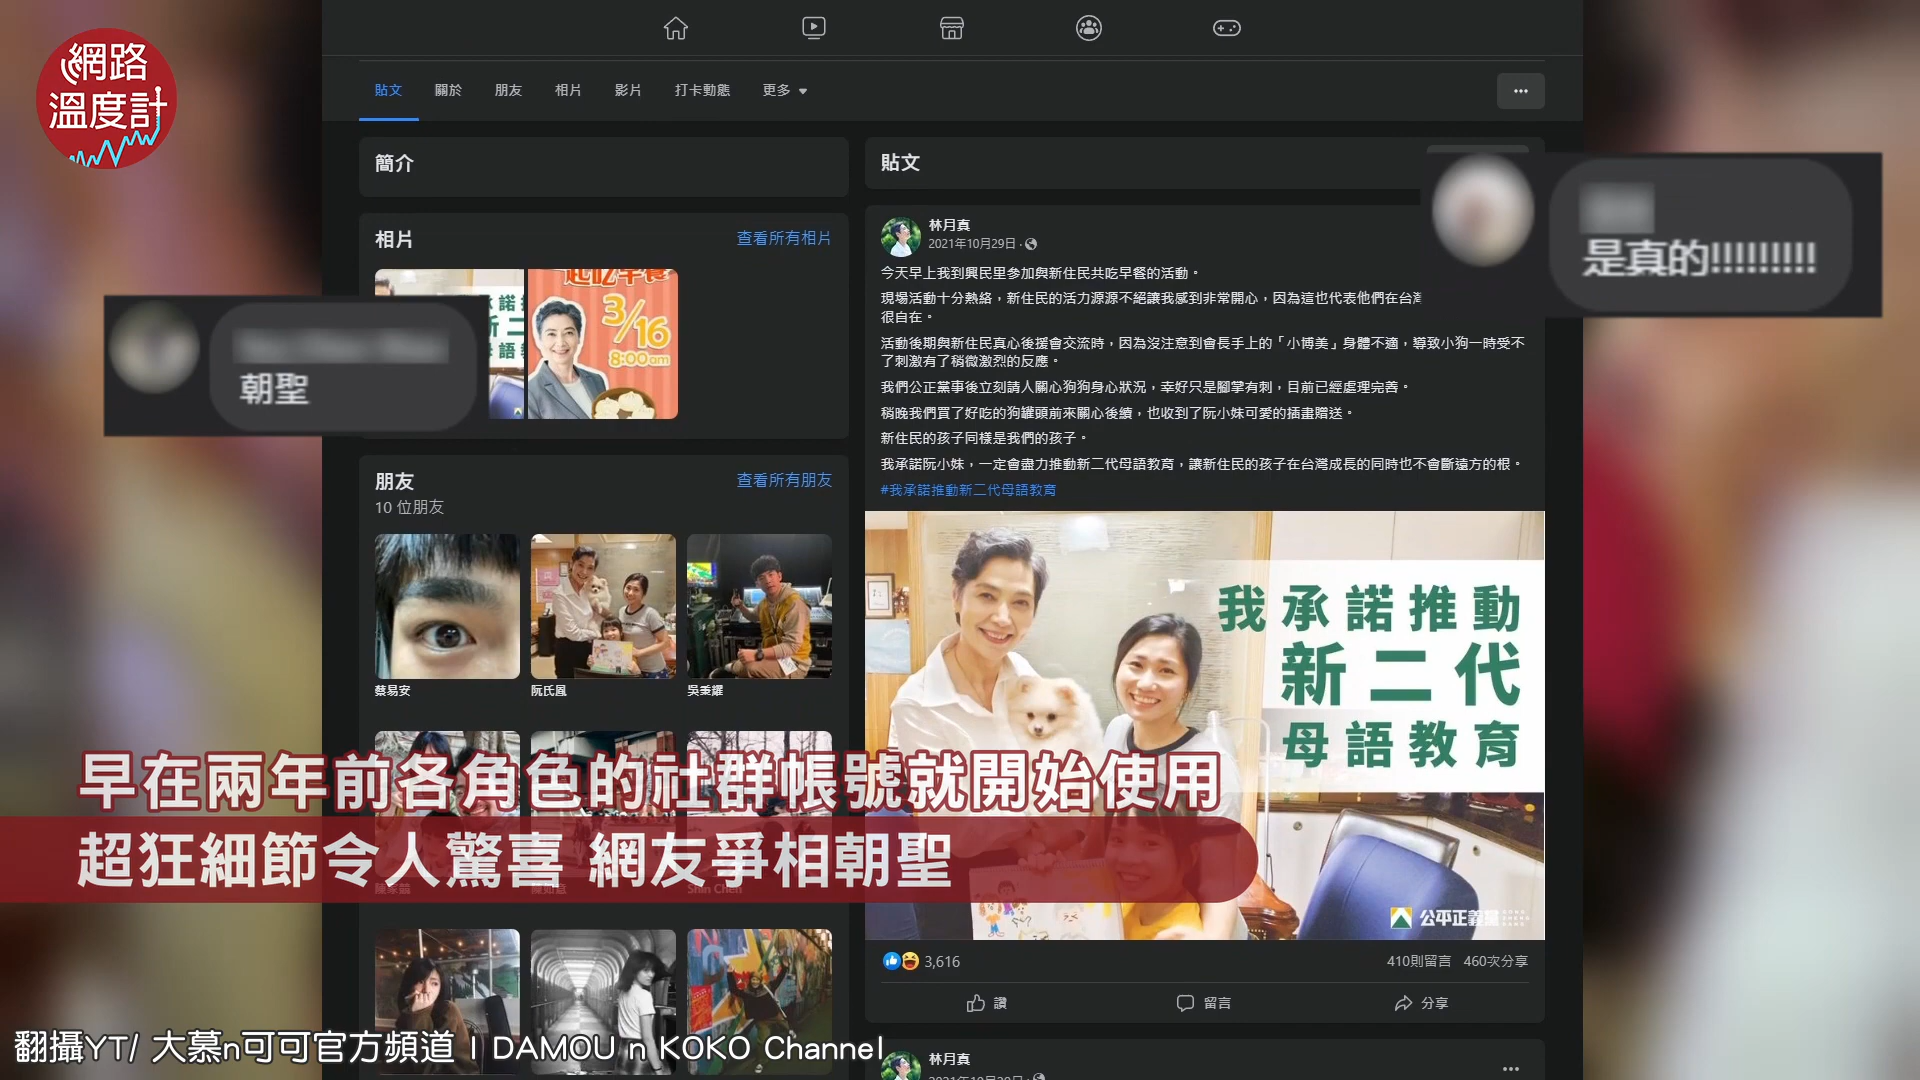 網路
溫度計
貼文
關於
朋友
相片
影片
打卡動態
更多
簡介
相片
查看所有相片
起吃早餐
3/16
8:00am
朝聖
朋友
查看所有朋友
10 位朋友
蔡易安
阮氏鳳
吳秉耀
Shin Chen
貼文
林月真
2021年10月29日
今天早上我到興民里參加與新住民共吃早餐的活動。
現場活動十分熱絡，新住民的活力源源不絕讓我感到非常開心，因為這也代表他們在台灣
很自在。
活動後期與新住民真心後援會交流時，因為沒注意到會長手上的「小博美」身體不適，導致小狗一時受不
了刺激有了稍微激烈的反應。
我們公正黨事後立刻請人關心狗狗身心狀況，幸好只是腳掌有刺，目前已經處理完善。
稍晚我們買了好吃的狗罐頭前來關心後續，也收到了阮小妹可愛的插畫贈送。
新住民的孩子同樣是我們的孩子。
我承諾阮小妹，一定會盡力推動新二代母語教育，讓新住民的孩子在台灣成長的同時也不會斷遠方的根。
#我承諾推動新二代母語教育
是真的!!!!!!!!!!
我承諾推動
新二代
母語教育
公平正義黨
3,616
410則留言
460次分享
讚
留言
分享
林月真
早在兩年前各角色的社群帳號就開始使用
超狂細節令人驚喜 網友爭相朝聖
翻攝YT/ 大慕n可可官方頻道 l DAMOU n KOKO Channel